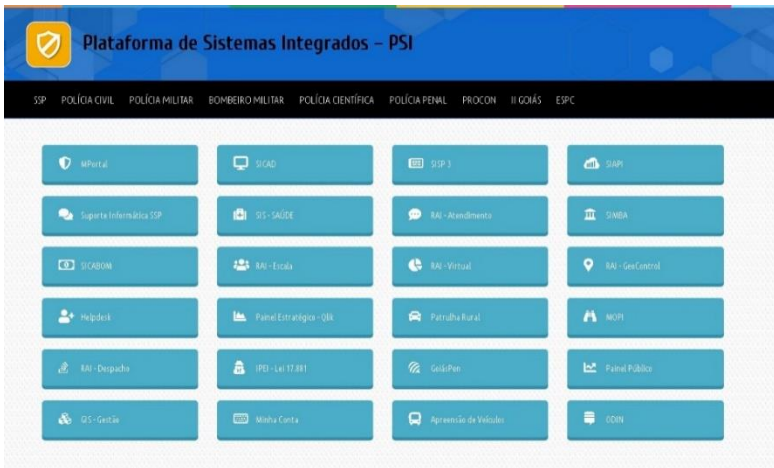 Plataforma de Sistemas Integrados – PSI
SSP POLÍCIA CIVIL POLÍCIA MILITAR BOMBEIRO MILITAR POLÍCIA CIENTÍFICA POLÍCIA PENAL PROCON II GOIÁS ESPC
MPortal SICAD SISP 3 SIAPI
Suporte Informática SSP SIS - SAÚDE RAI - Atendimento SIMBA
SICABOM RAI - Escala RAI - Virtual RAI - GeoControl
Helpdesk Painel Estratégico - Qlik Patrulha Rural MOPI
RAI - Despacho IPEI - Lei 17.881 GoiásPen Painel Público
GIS - Gestão Minha Conta Apreensão de Veículos ODIN